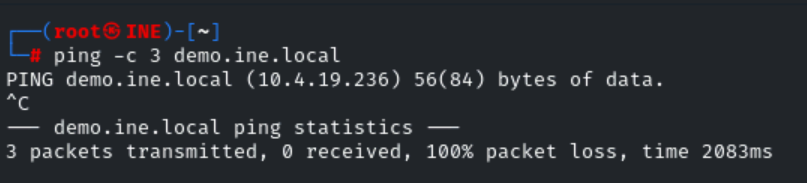 ┌──(root㉿INE)-[~]
└─# ping -c 3 demo.ine.local
PING demo.ine.local (10.4.19.236) 56(84) bytes of data.
^C
--- demo.ine.local ping statistics ---
3 packets transmitted, 0 received, 100% packet loss, time 2083ms